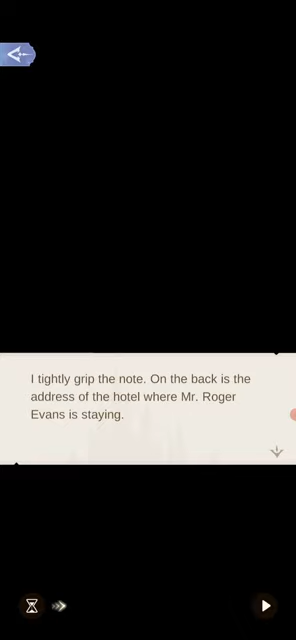 I tightly grip the note. On the back is the
address of the hotel where Mr. Roger
Evans is staying.